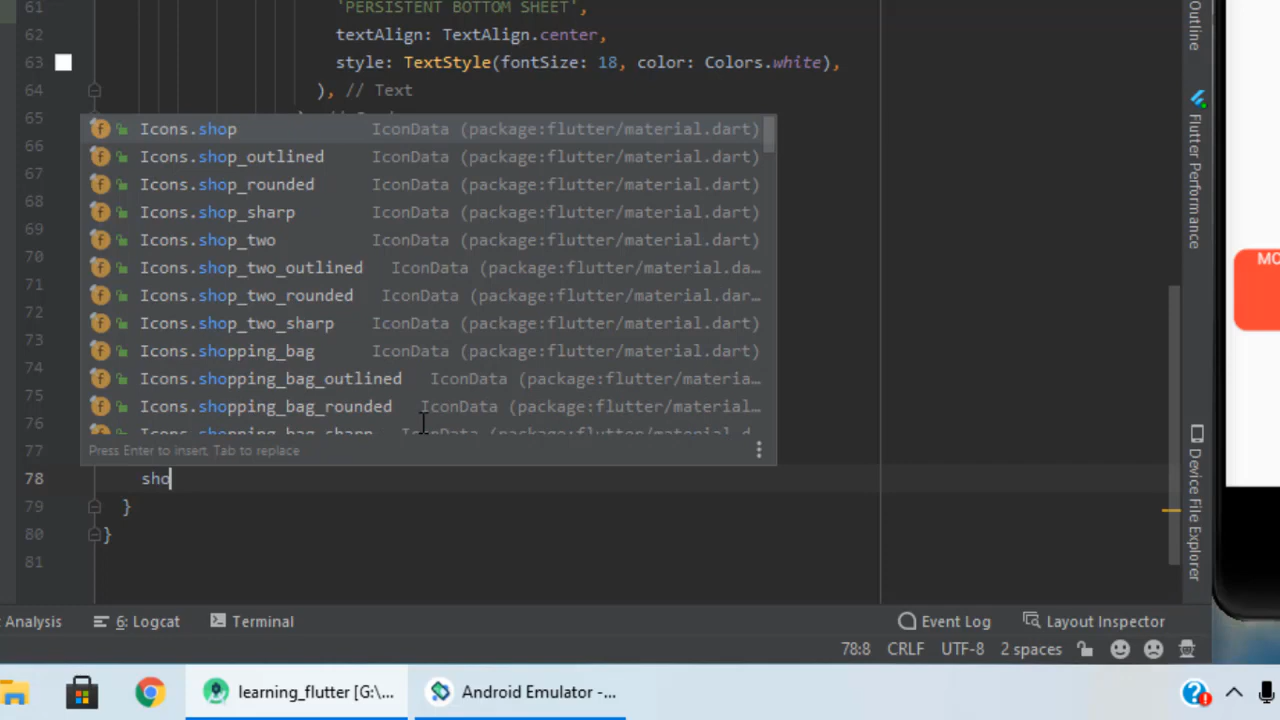 61 'PERSISTENT BOTTOM SHEET',
62 textAlign: TextAlign.center,
63 style: TextStyle(fontSize: 18, color: Colors.white),
64 ), // Text
65
66
67
68
69
70
71
72
73
74
75
76
77
Icons.shop IconData (package:flutter/material.dart)
Icons.shop_outlined IconData (package:flutter/material.dart)
Icons.shop_rounded IconData (package:flutter/material.dart)
Icons.shop_sharp IconData (package:flutter/material.dart)
Icons.shop_two IconData (package:flutter/material.dart)
Icons.shop_two_outlined IconData (package:flutter/material.da…
Icons.shop_two_rounded IconData (package:flutter/material.dar…
Icons.shop_two_sharp IconData (package:flutter/material.dart)
Icons.shopping_bag IconData (package:flutter/material.dart)
Icons.shopping_bag_outlined IconData (package:flutter/materia…
Icons.shopping_bag_rounded IconData (package:flutter/material…
Icons.shopping_bag_sharp IconData (package:flutter/material.d…
Press Enter to insert, Tab to replace
78 sho
79 }
80 }
81
Outline
Flutter Performance
Device File Explorer
MO
Analysis 6: Logcat Terminal Event Log Layout Inspector
78:8 CRLF UTF-8 2 spaces
learning_flutter [G:\... Android Emulator -...